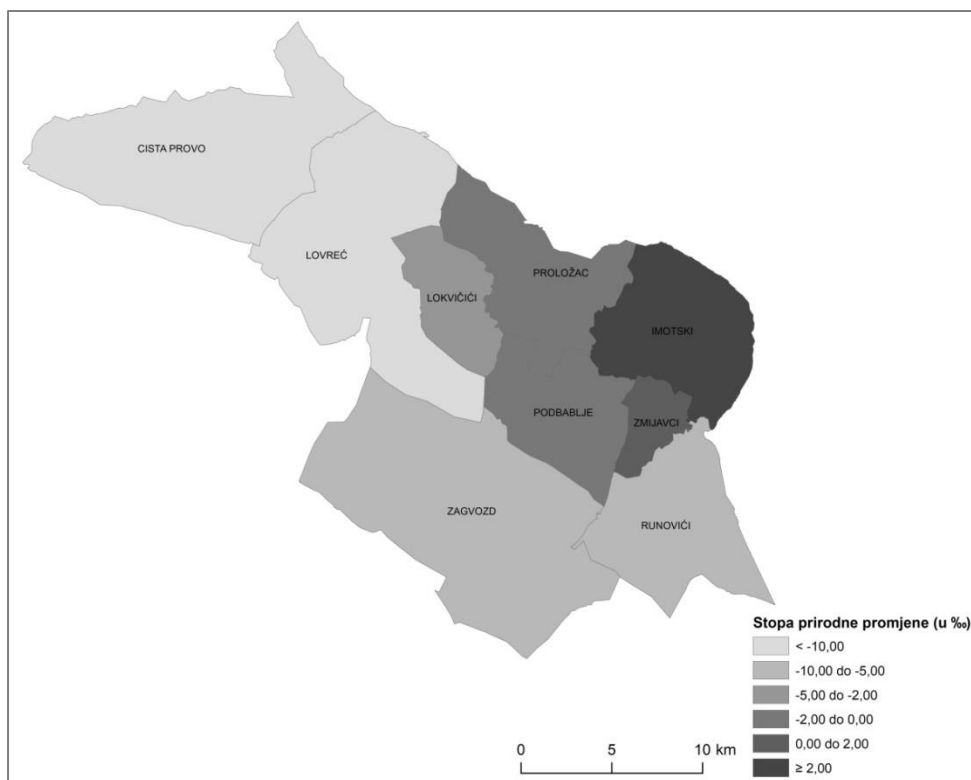 CISTA PROVO
LOVREĆ
PROLOŽAC
LOKVIČIĆI
IMOTSKI
PODBABLJE
ZMIJAVCI
ZAGVOZD
RUNOVIĆI
Stopa prirodne promjene (u ‰)
< -10,00
-10,00 do -5,00
-5,00 do -2,00
-2,00 do 0,00
0,00 do 2,00
≥ 2,00
0 5 10 km